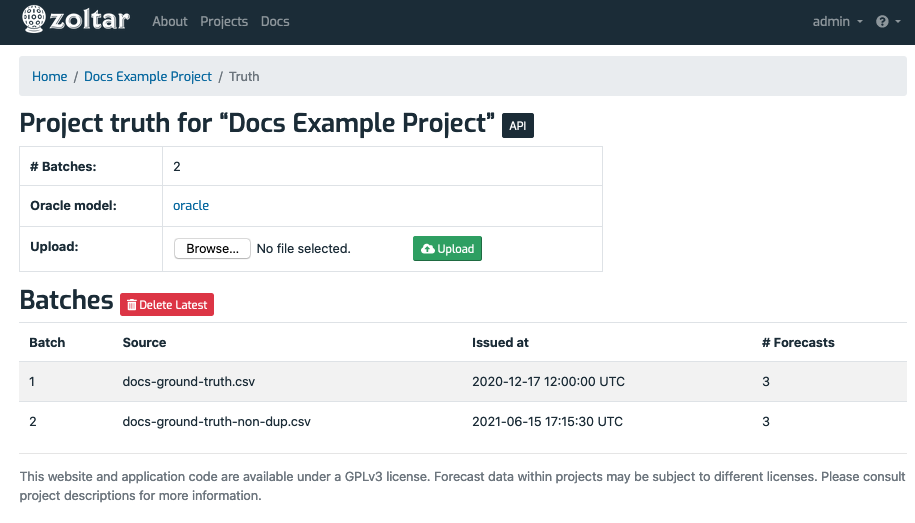 zoltar About Projects Docs admin
Home / Docs Example Project / Truth
Project truth for “Docs Example Project” API
# Batches: 2
Oracle model: oracle
Upload: Browse... No file selected. Upload
Batches Delete Latest
Batch Source Issued at # Forecasts
1 docs-ground-truth.csv 2020-12-17 12:00:00 UTC 3
2 docs-ground-truth-non-dup.csv 2021-06-15 17:15:30 UTC 3
This website and application code are available under a GPLv3 license. Forecast data within projects may be subject to different licenses. Please consult
project descriptions for more information.